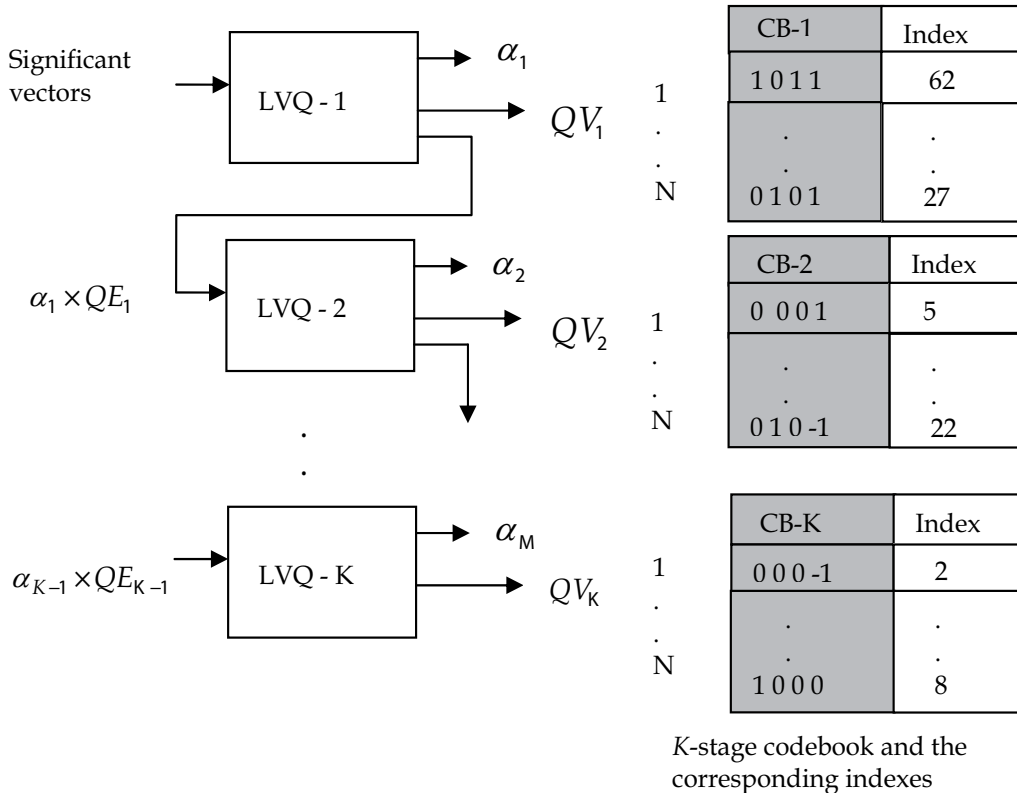 Significant
vectors
LVQ - 1
α₁
QV₁
1
.
.
N
CB-1 Index
1 0 1 1 62
. .
. .
0 1 0 1 27
α₁ × QE₁
LVQ - 2
α₂
QV₂
1
.
.
N
CB-2 Index
0 0 0 1 5
. .
. .
0 1 0 -1 22
.
.
α_{K−1} × QE_{K−1}
LVQ - K
α_M
QV_K
1
.
.
N
CB-K Index
0 0 0 -1 2
. .
. .
1 0 0 0 8
K-stage codebook and the
corresponding indexes